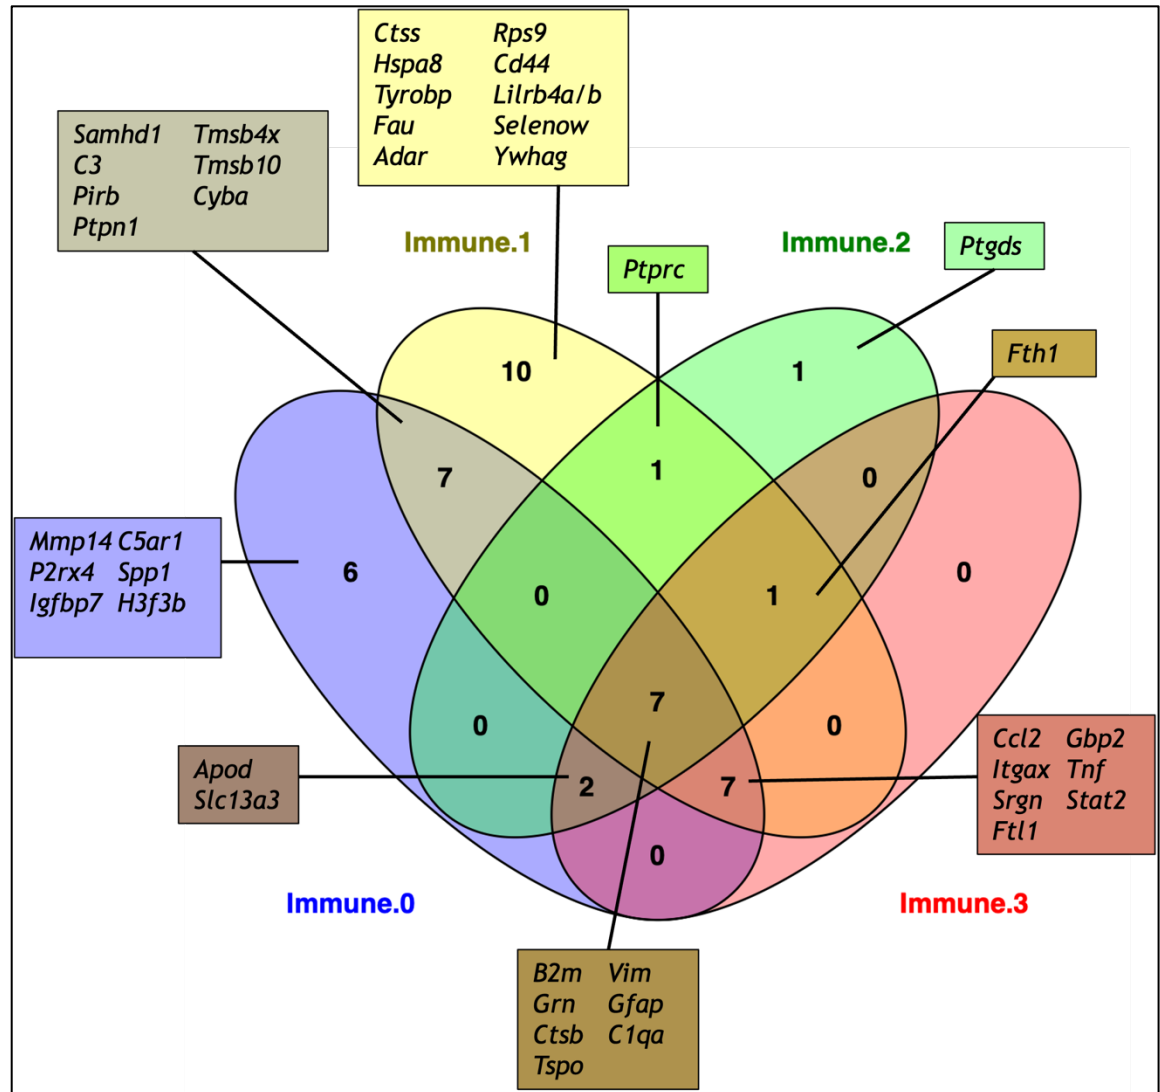 Ctss Rps9
Hspa8 Cd44
Tyrobp Lilrb4a/b
Fau Selenow
Adar Ywhag
Samhd1 Tmsb4x
C3 Tmsb10
Pirb Cyba
Ptpn1
Immune.1
Immune.2
Ptprc
Ptgds
Fth1
10
1
7
1
0
Mmp14 C5ar1
P2rx4 Spp1
Igfbp7 H3f3b
6
0
1
0
7
0
0
Apod
Slc13a3
2
7
Ccl2 Gbp2
Itgax Tnf
Srgn Stat2
Ftl1
0
Immune.0
Immune.3
B2m Vim
Grn Gfap
Ctsb C1qa
Tspo